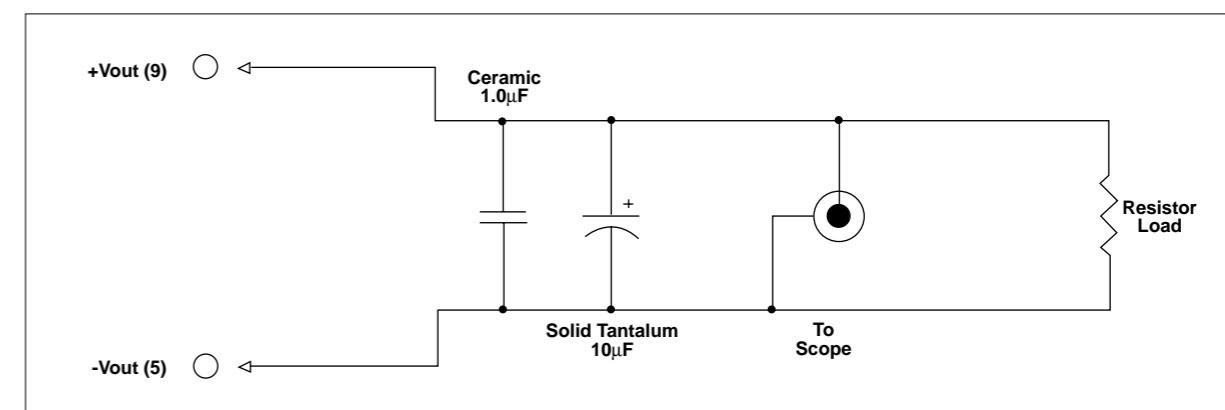 +Vout (9)
Ceramic
1.0μF
+
Resistor
Load
Solid Tantalum
10μF
To
Scope
-Vout (5)